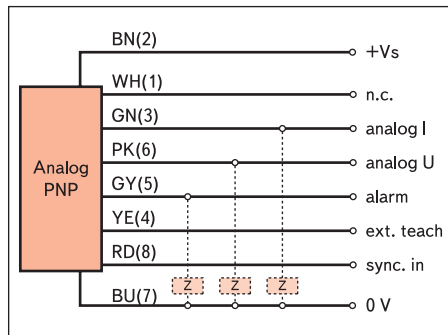 BN(2) +Vs
WH(1) n.c.
GN(3) analog I
PK(6) analog U
Analog PNP
GY(5) alarm
YE(4) ext. teach
RD(8) sync. in
Z Z Z
BU(7) 0 V